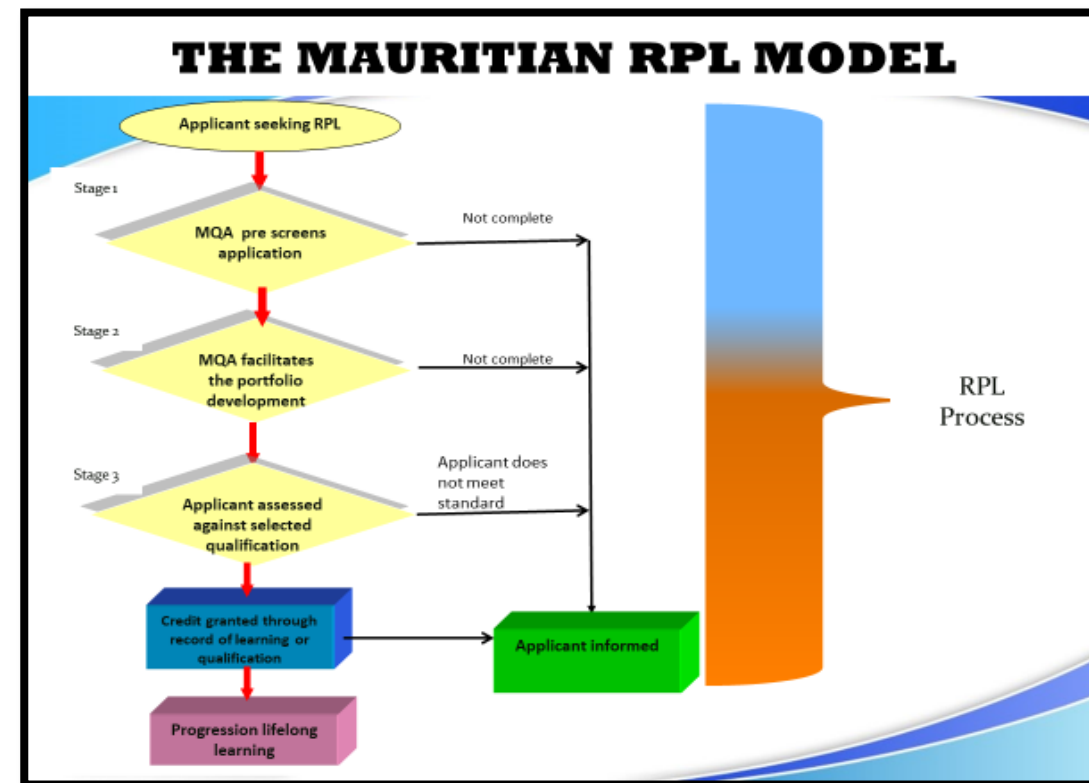 THE MAURITIAN RPL MODEL
Applicant seeking RPL
Stage 1
MQA pre screens
application
Not complete
Stage 2
MQA facilitates
the portfolio
development
Not complete
Stage 3
Applicant assessed
against selected
qualification
Applicant does
not meet
standard
Credit granted through
record of learning or
qualification
Applicant informed
Progression lifelong
learning
RPL
Process